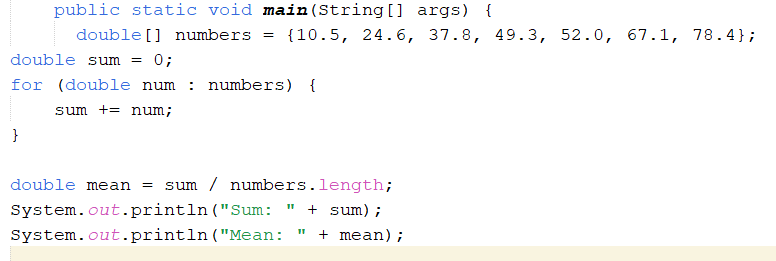 public static void main(String[] args) {
double[] numbers = {10.5, 24.6, 37.8, 49.3, 52.0, 67.1, 78.4};
double sum = 0;
for (double num : numbers) {
sum += num;
}
double mean = sum / numbers.length;
System.out.println("Sum: " + sum);
System.out.println("Mean: " + mean);